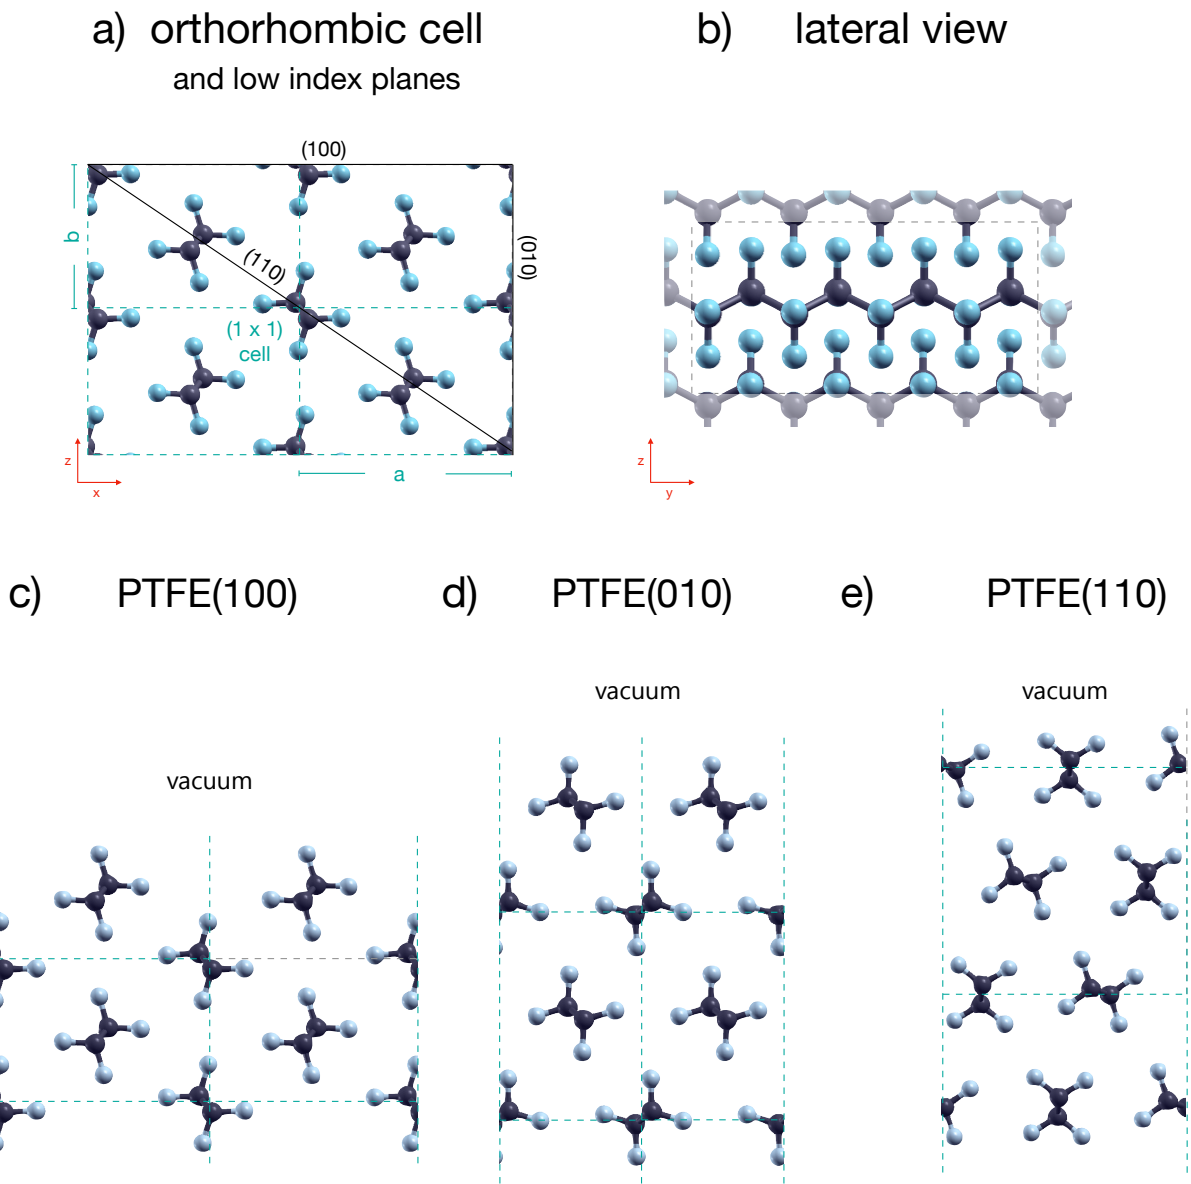 a) orthorhombic cell
and low index planes
b) lateral view
(100)
b
(110)
(010)
(1 x 1)
cell
z
x
a
z
y
c) PTFE(100)
d) PTFE(010)
e) PTFE(110)
vacuum
vacuum
vacuum